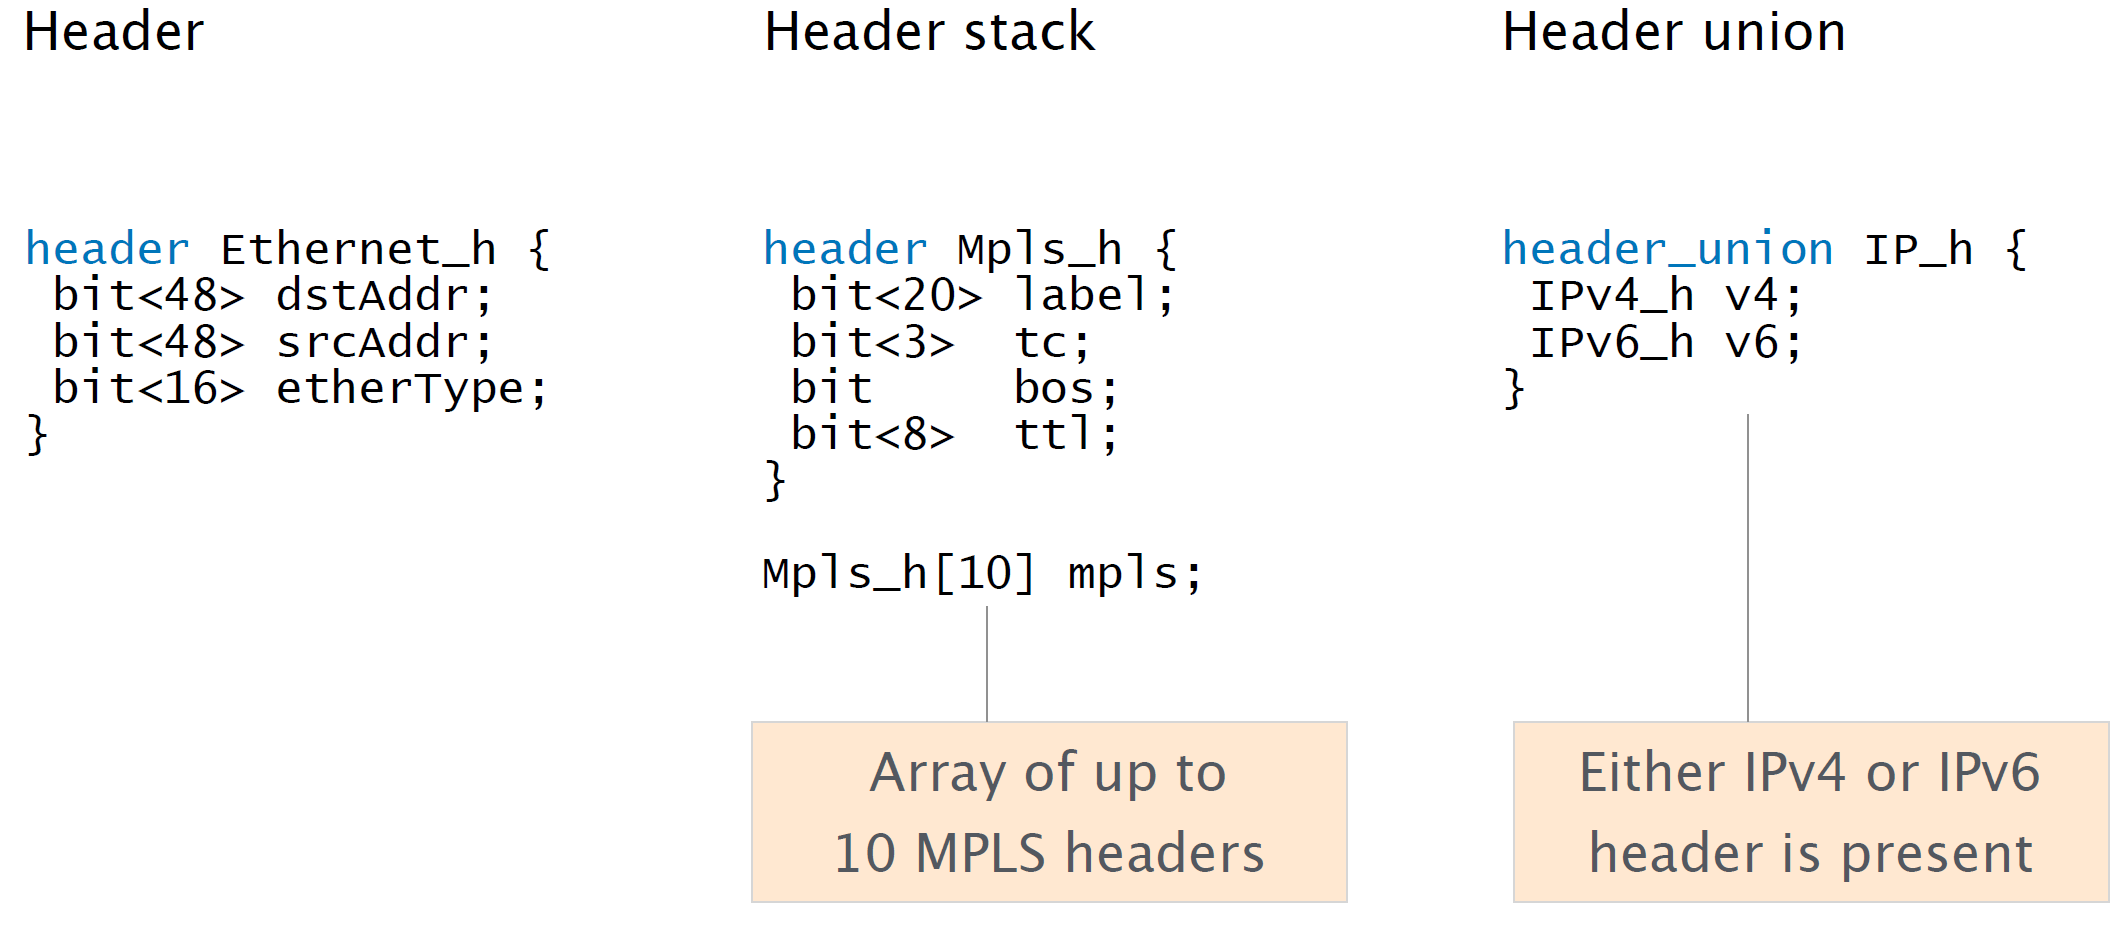 Header
header Ethernet_h {
 bit<48> dstAddr;
 bit<48> srcAddr;
 bit<16> etherType;
}
Header stack
header Mpls_h {
 bit<20> label;
 bit<3>  tc;
 bit     bos;
 bit<8>  ttl;
}
Mpls_h[10] mpls;
Array of up to
10 MPLS headers
Header union
header_union IP_h {
 IPv4_h v4;
 IPv6_h v6;
}
Either IPv4 or IPv6
header is present